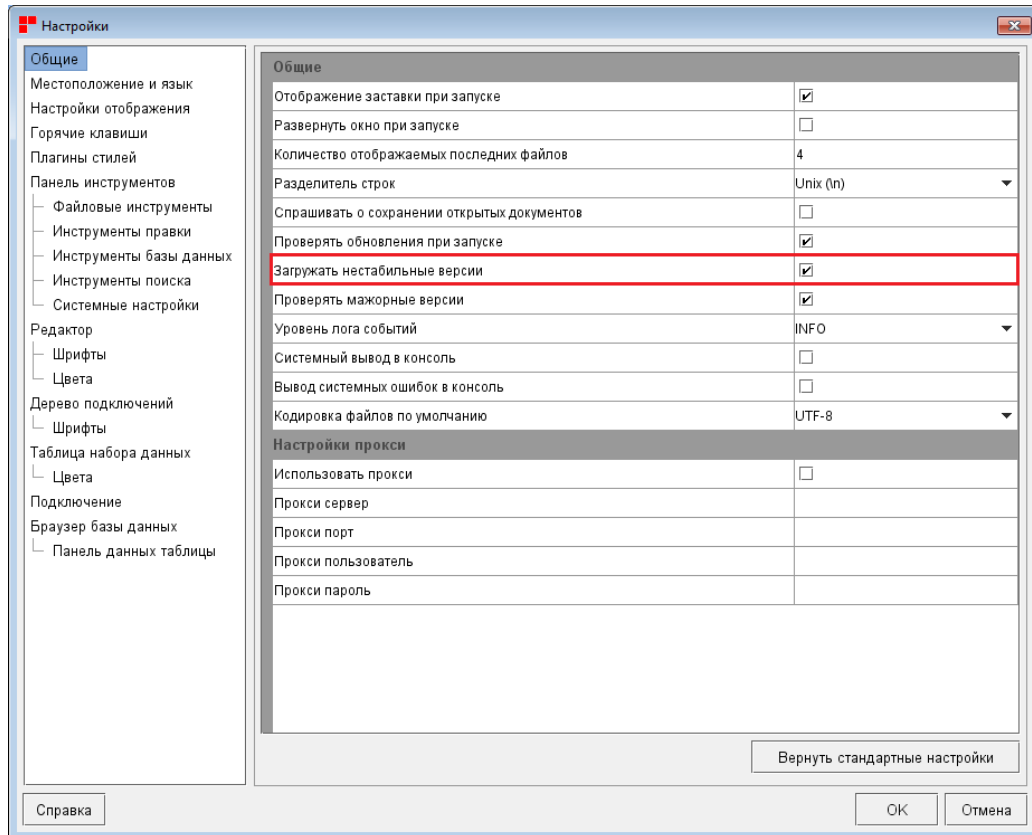 Настройки
Общие
Местоположение и язык
Настройки отображения
Горячие клавиши
Плагины стилей
Панель инструментов
Файловые инструменты
Инструменты правки
Инструменты базы данных
Инструменты поиска
Системные настройки
Редактор
Шрифты
Цвета
Дерево подключений
Шрифты
Таблица набора данных
Цвета
Подключение
Браузер базы данных
Панель данных таблицы
Общие
Отображение заставки при запуске
Развернуть окно при запуске
Количество отображаемых последних файлов 4
Разделитель строк Unix (\n)
Спрашивать о сохранении открытых документов
Проверять обновления при запуске
Загружать нестабильные версии
Проверять мажорные версии
Уровень лога событий INFO
Системный вывод в консоль
Вывод системных ошибок в консоль
Кодировка файлов по умолчанию UTF-8
Настройки прокси
Использовать прокси
Прокси сервер
Прокси порт
Прокси пользователь
Прокси пароль
Вернуть стандартные настройки
Справка
OK
Отмена